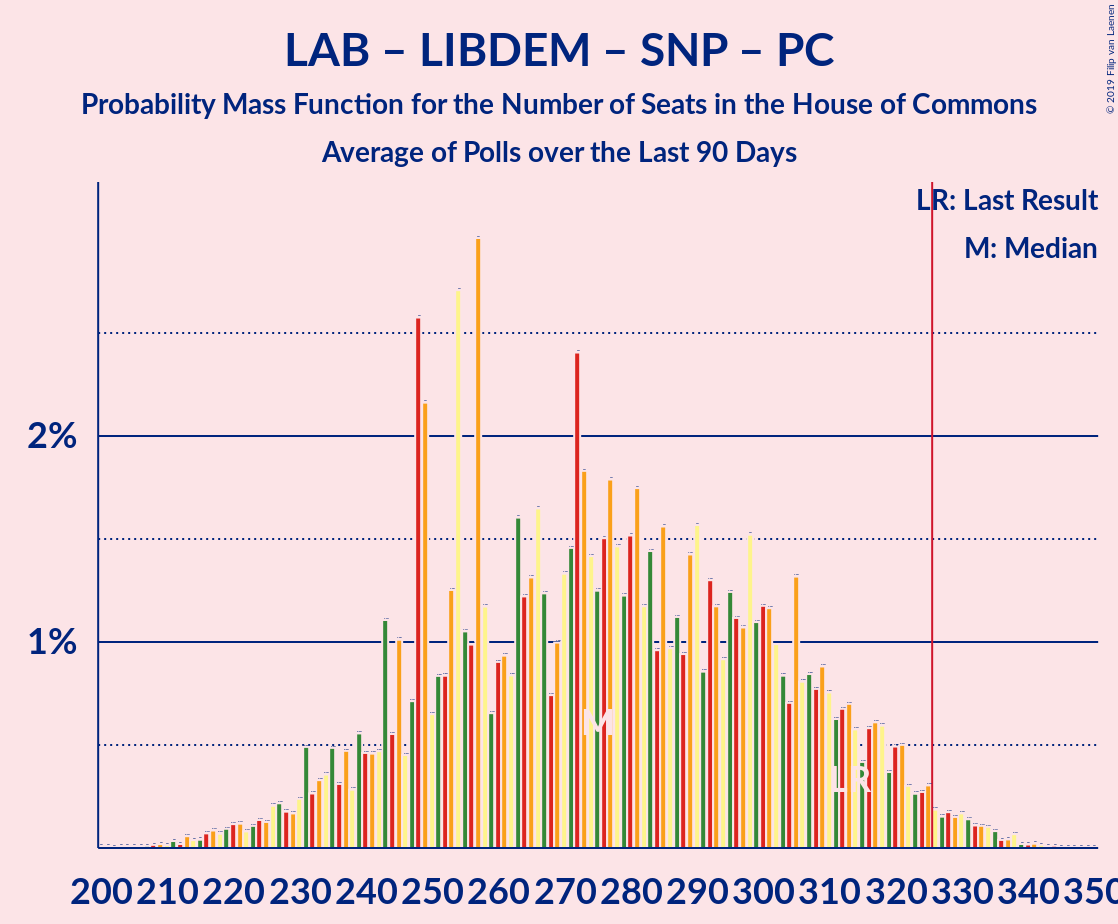 LAB – LIBDEM – SNP – PC
Probability Mass Function for the Number of Seats in the House of Commons
Average of Polls over the Last 90 Days
© 2019 Filip van Laenen
LR: Last Result
M: Median
2%
1%
M
LR
200 210 220 230 240 250 260 270 280 290 300 310 320 330 340 350